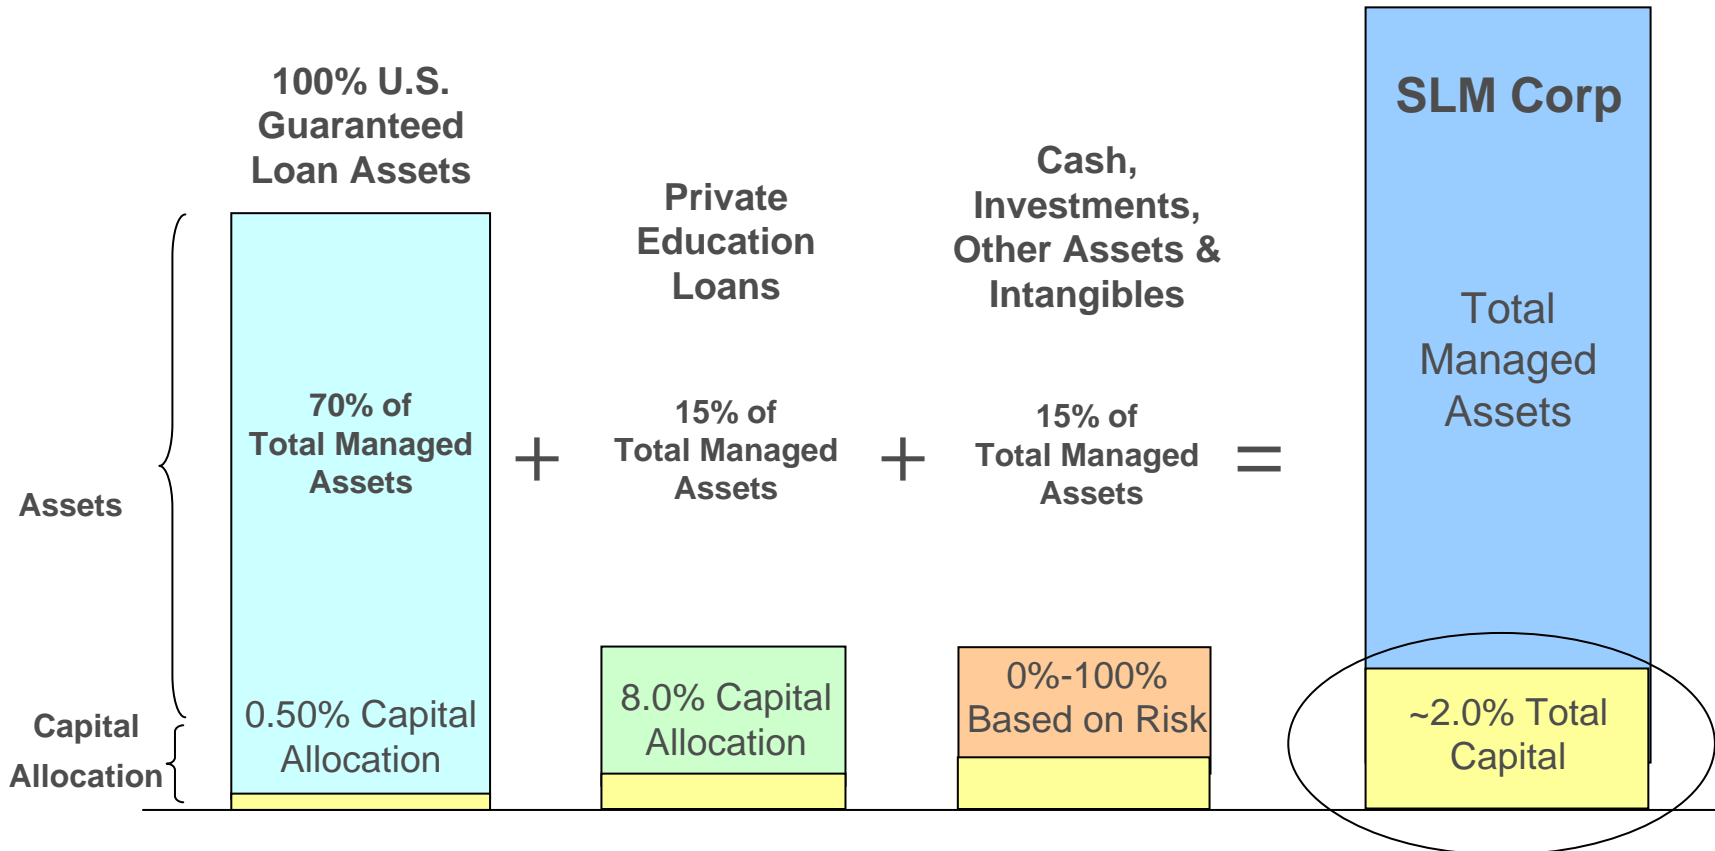 100% U.S.
Guaranteed
Loan Assets
Private
Education
Loans
Cash,
Investments,
Other Assets &
Intangibles
SLM Corp
Total
Managed
Assets
Assets
70% of
Total Managed
Assets
+
15% of
Total Managed
Assets
+
15% of
Total Managed
Assets
=
Capital
Allocation
0.50% Capital
Allocation
8.0% Capital
Allocation
0%-100%
Based on Risk
~2.0% Total
Capital